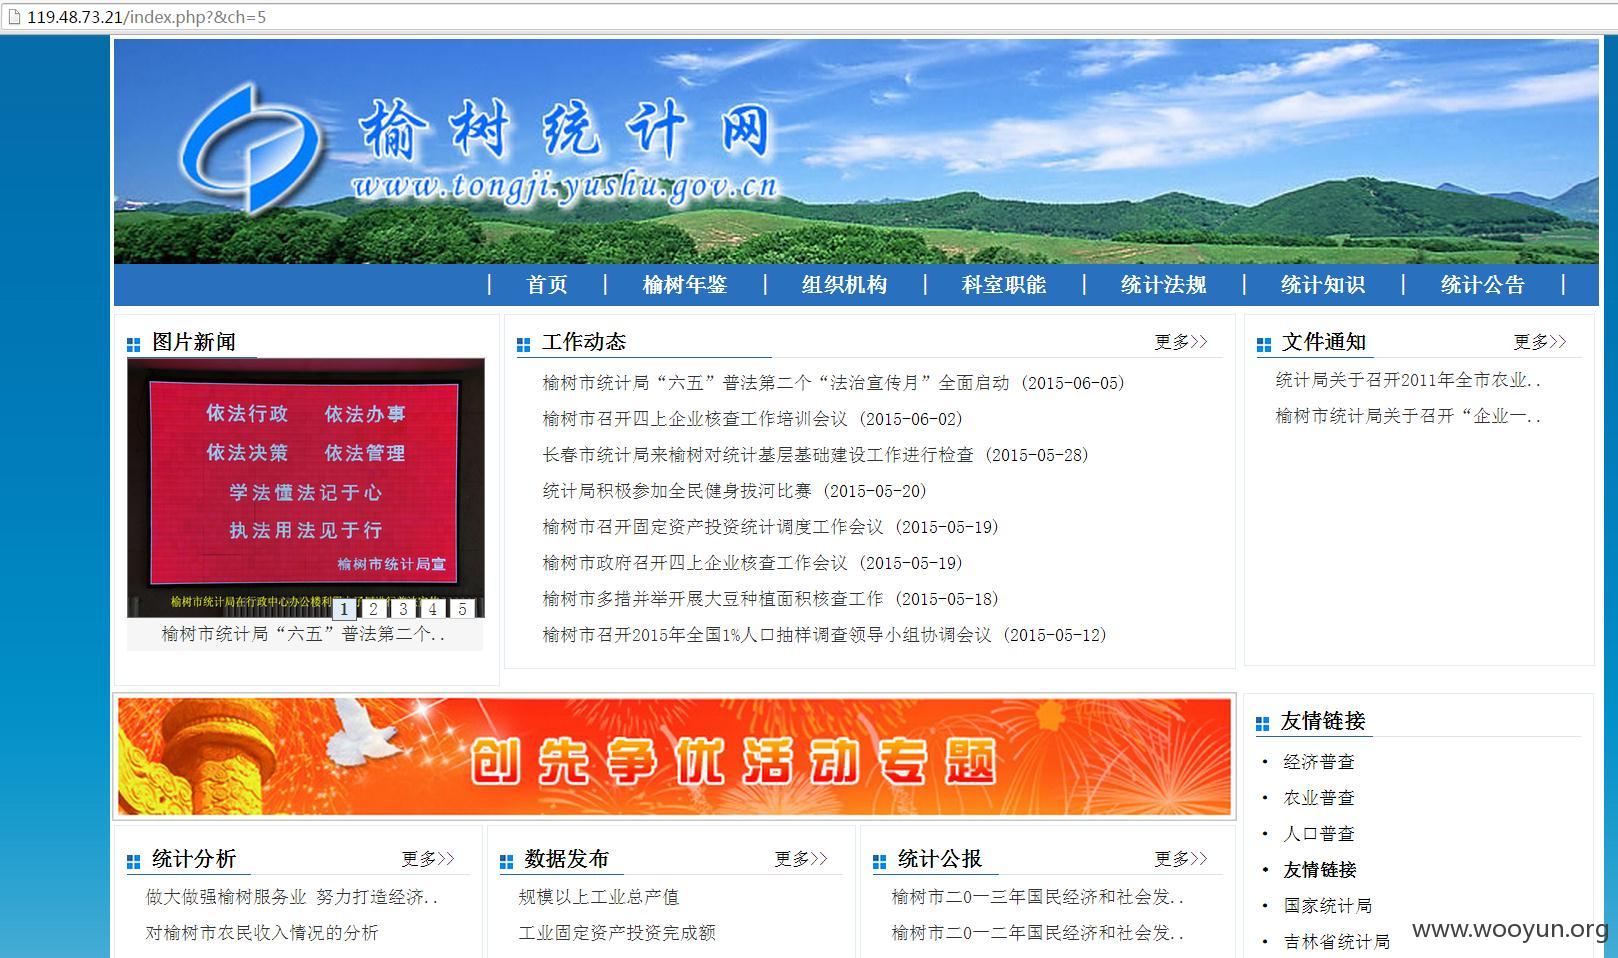 119.48.73.21/index.php?&ch=5
榆树统计网
www.tongji.yushu.gov.cn
| 首页 | 榆树年鉴 | 组织机构 | 科室职能 | 统计法规 | 统计知识 | 统计公告 |
图片新闻
依法行政 依法办事
依法决策 依法管理
学法懂法记于心
执法用法见于行
榆树市统计局宣
榆树市统计局在行政中心办公楼利用
1 2 3 4 5
榆树市统计局“六五”普法第二个..
工作动态 更多>>
榆树市统计局“六五”普法第二个“法治宣传月”全面启动 (2015-06-05)
榆树市召开四上企业核查工作培训会议 (2015-06-02)
长春市统计局来榆树对统计基层基础建设工作进行检查 (2015-05-28)
统计局积极参加全民健身拔河比赛 (2015-05-20)
榆树市召开固定资产投资统计调度工作会议 (2015-05-19)
榆树市政府召开四上企业核查工作会议 (2015-05-19)
榆树市多措并举开展大豆种植面积核查工作 (2015-05-18)
榆树市召开2015年全国1%人口抽样调查领导小组协调会议 (2015-05-12)
文件通知 更多>>
统计局关于召开2011年全市农业..
榆树市统计局关于召开“企业一..
创先争优活动专题
友情链接
• 经济普查
• 农业普查
• 人口普查
• 友情链接
• 国家统计局
• 吉林省统计局
统计分析 更多>>
做大做强榆树服务业 努力打造经济..
对榆树市农民收入情况的分析
数据发布 更多>>
规模以上工业总产值
工业固定资产投资完成额
统计公报 更多>>
榆树市二0一三年国民经济和社会发..
榆树市二0一二年国民经济和社会发..
www.wooyun.org